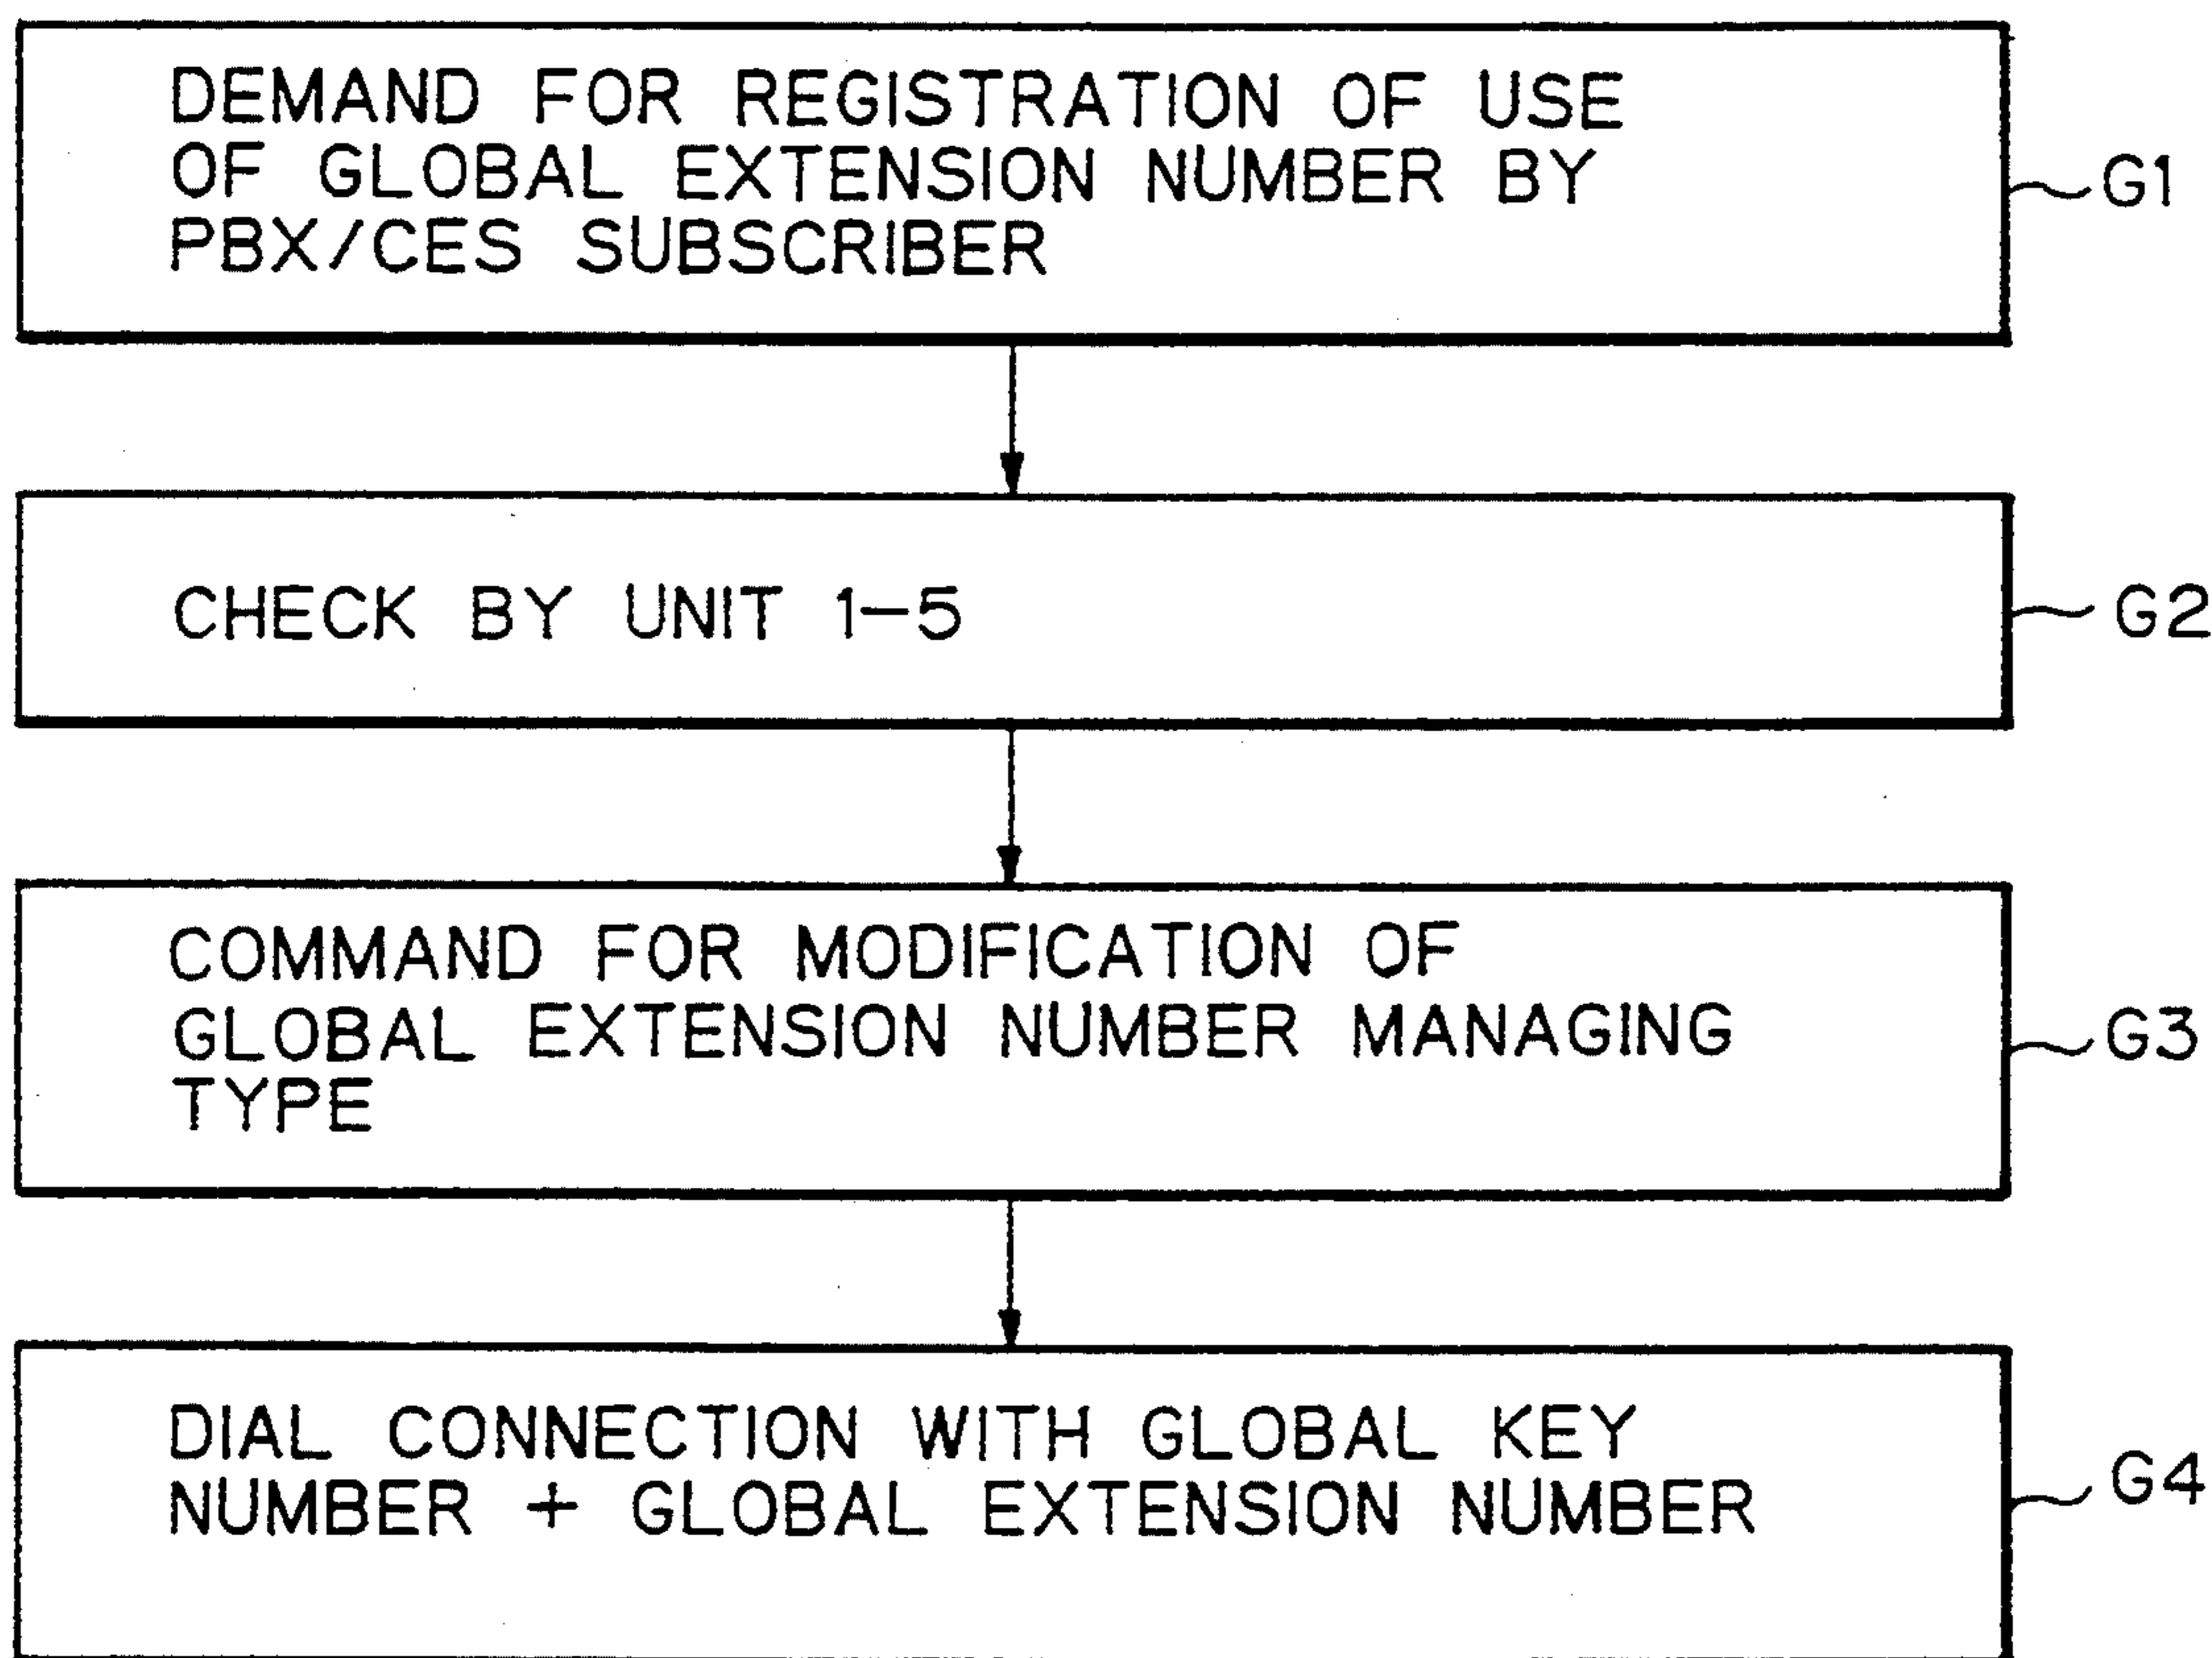 DEMAND FOR REGISTRATION OF USE
OF GLOBAL EXTENSION NUMBER BY
PBX/CES SUBSCRIBER
G1
CHECK BY UNIT 1-5
G2
COMMAND FOR MODIFICATION OF
GLOBAL EXTENSION NUMBER MANAGING
TYPE
G3
DIAL CONNECTION WITH GLOBAL KEY
NUMBER + GLOBAL EXTENSION NUMBER
G4